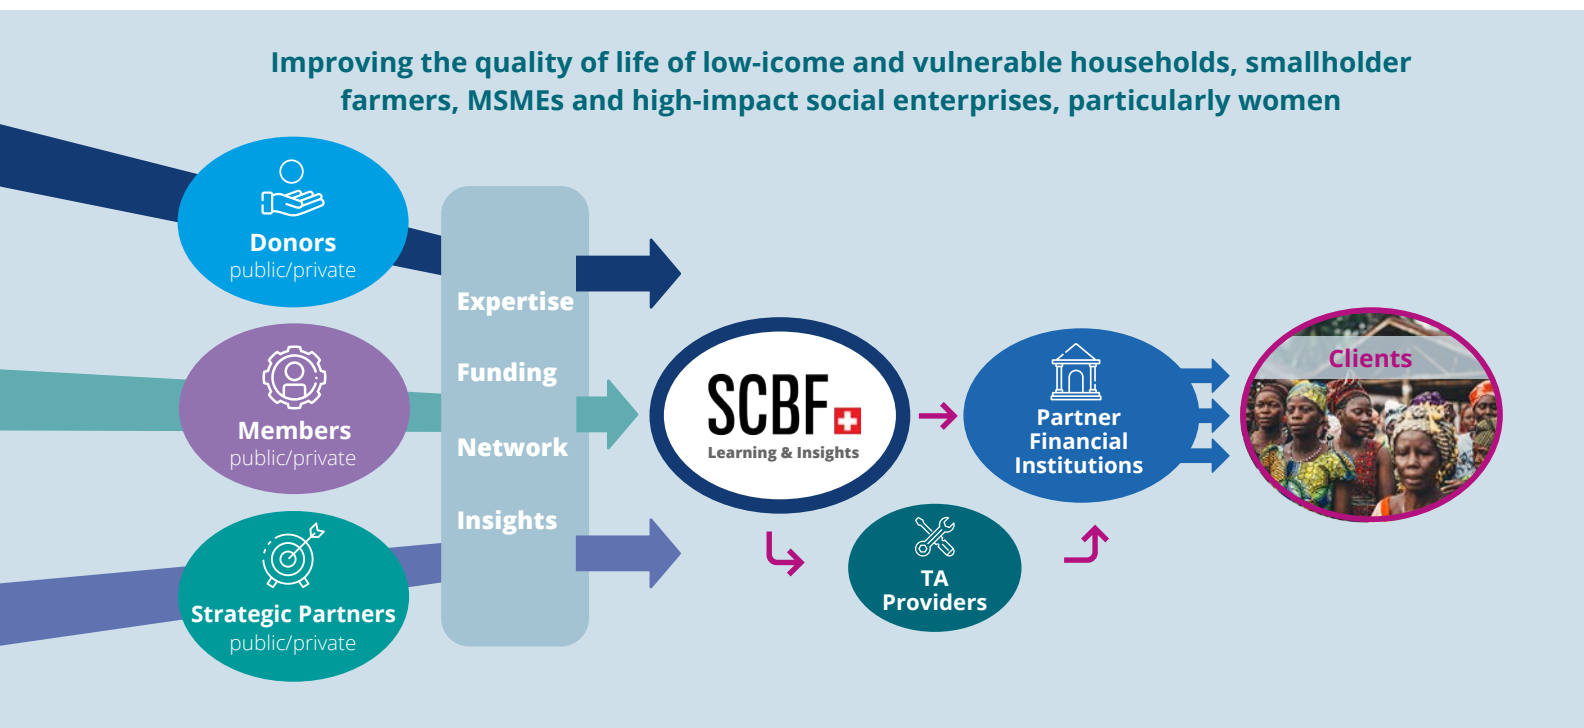 Improving the quality of life of low-icome and vulnerable households, smallholder
farmers, MSMEs and high-impact social enterprises, particularly women
Donors
public/private
Members
public/private
Strategic Partners
public/private
Expertise
Funding
Network
Insights
SCBF
Learning & Insights
TA
Providers
Partner
Financial
Institutions
Clients